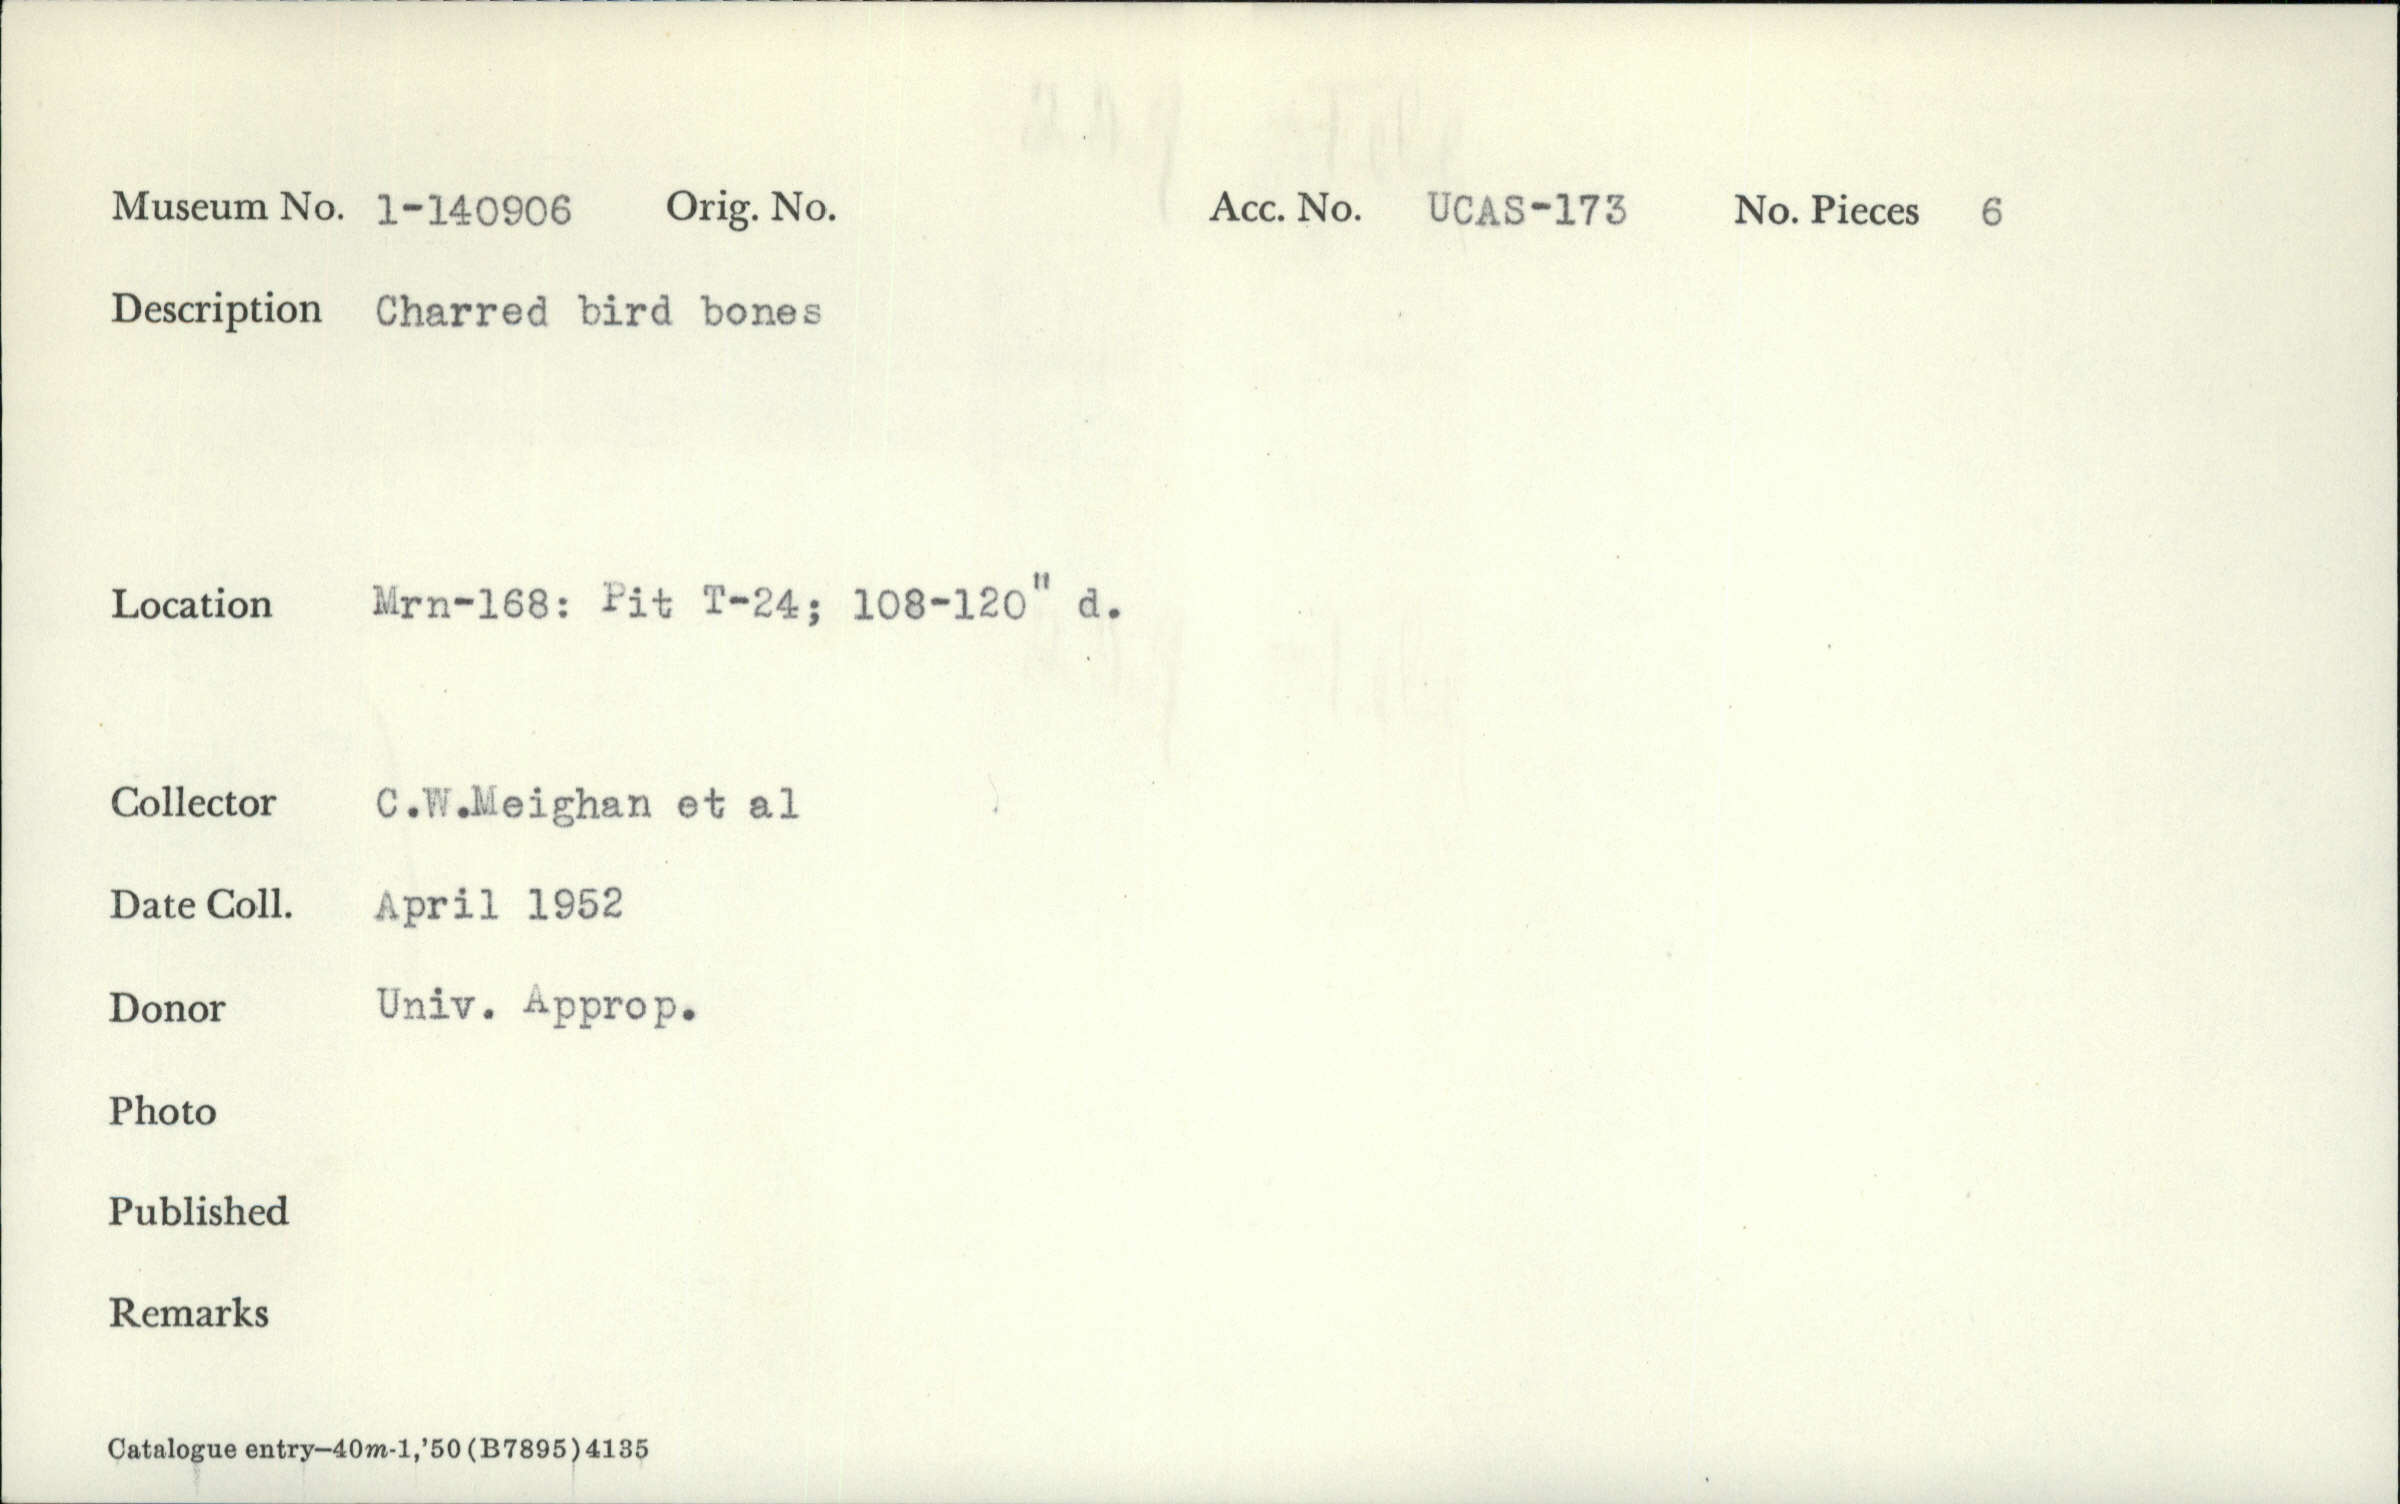 Museum No. 1-140906 Orig. No. Acc. No. UCAS-173 No. Pieces 6
Description Charred bird bones
Location Mrn-168: Pit T-24; 108-120" d.
Collector C.W.Meighan et al
Date Coll. April 1952
Donor Univ. Approp.
Photo
Published
Remarks
Catalogue entry—40m-1,'50(B7895)4135